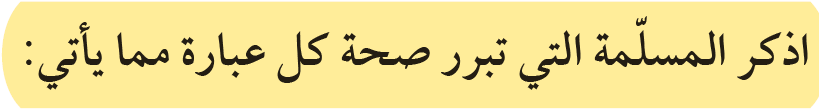 اذكر المسلّمة التي تبرر صحة كل عبارة مما يأتي: